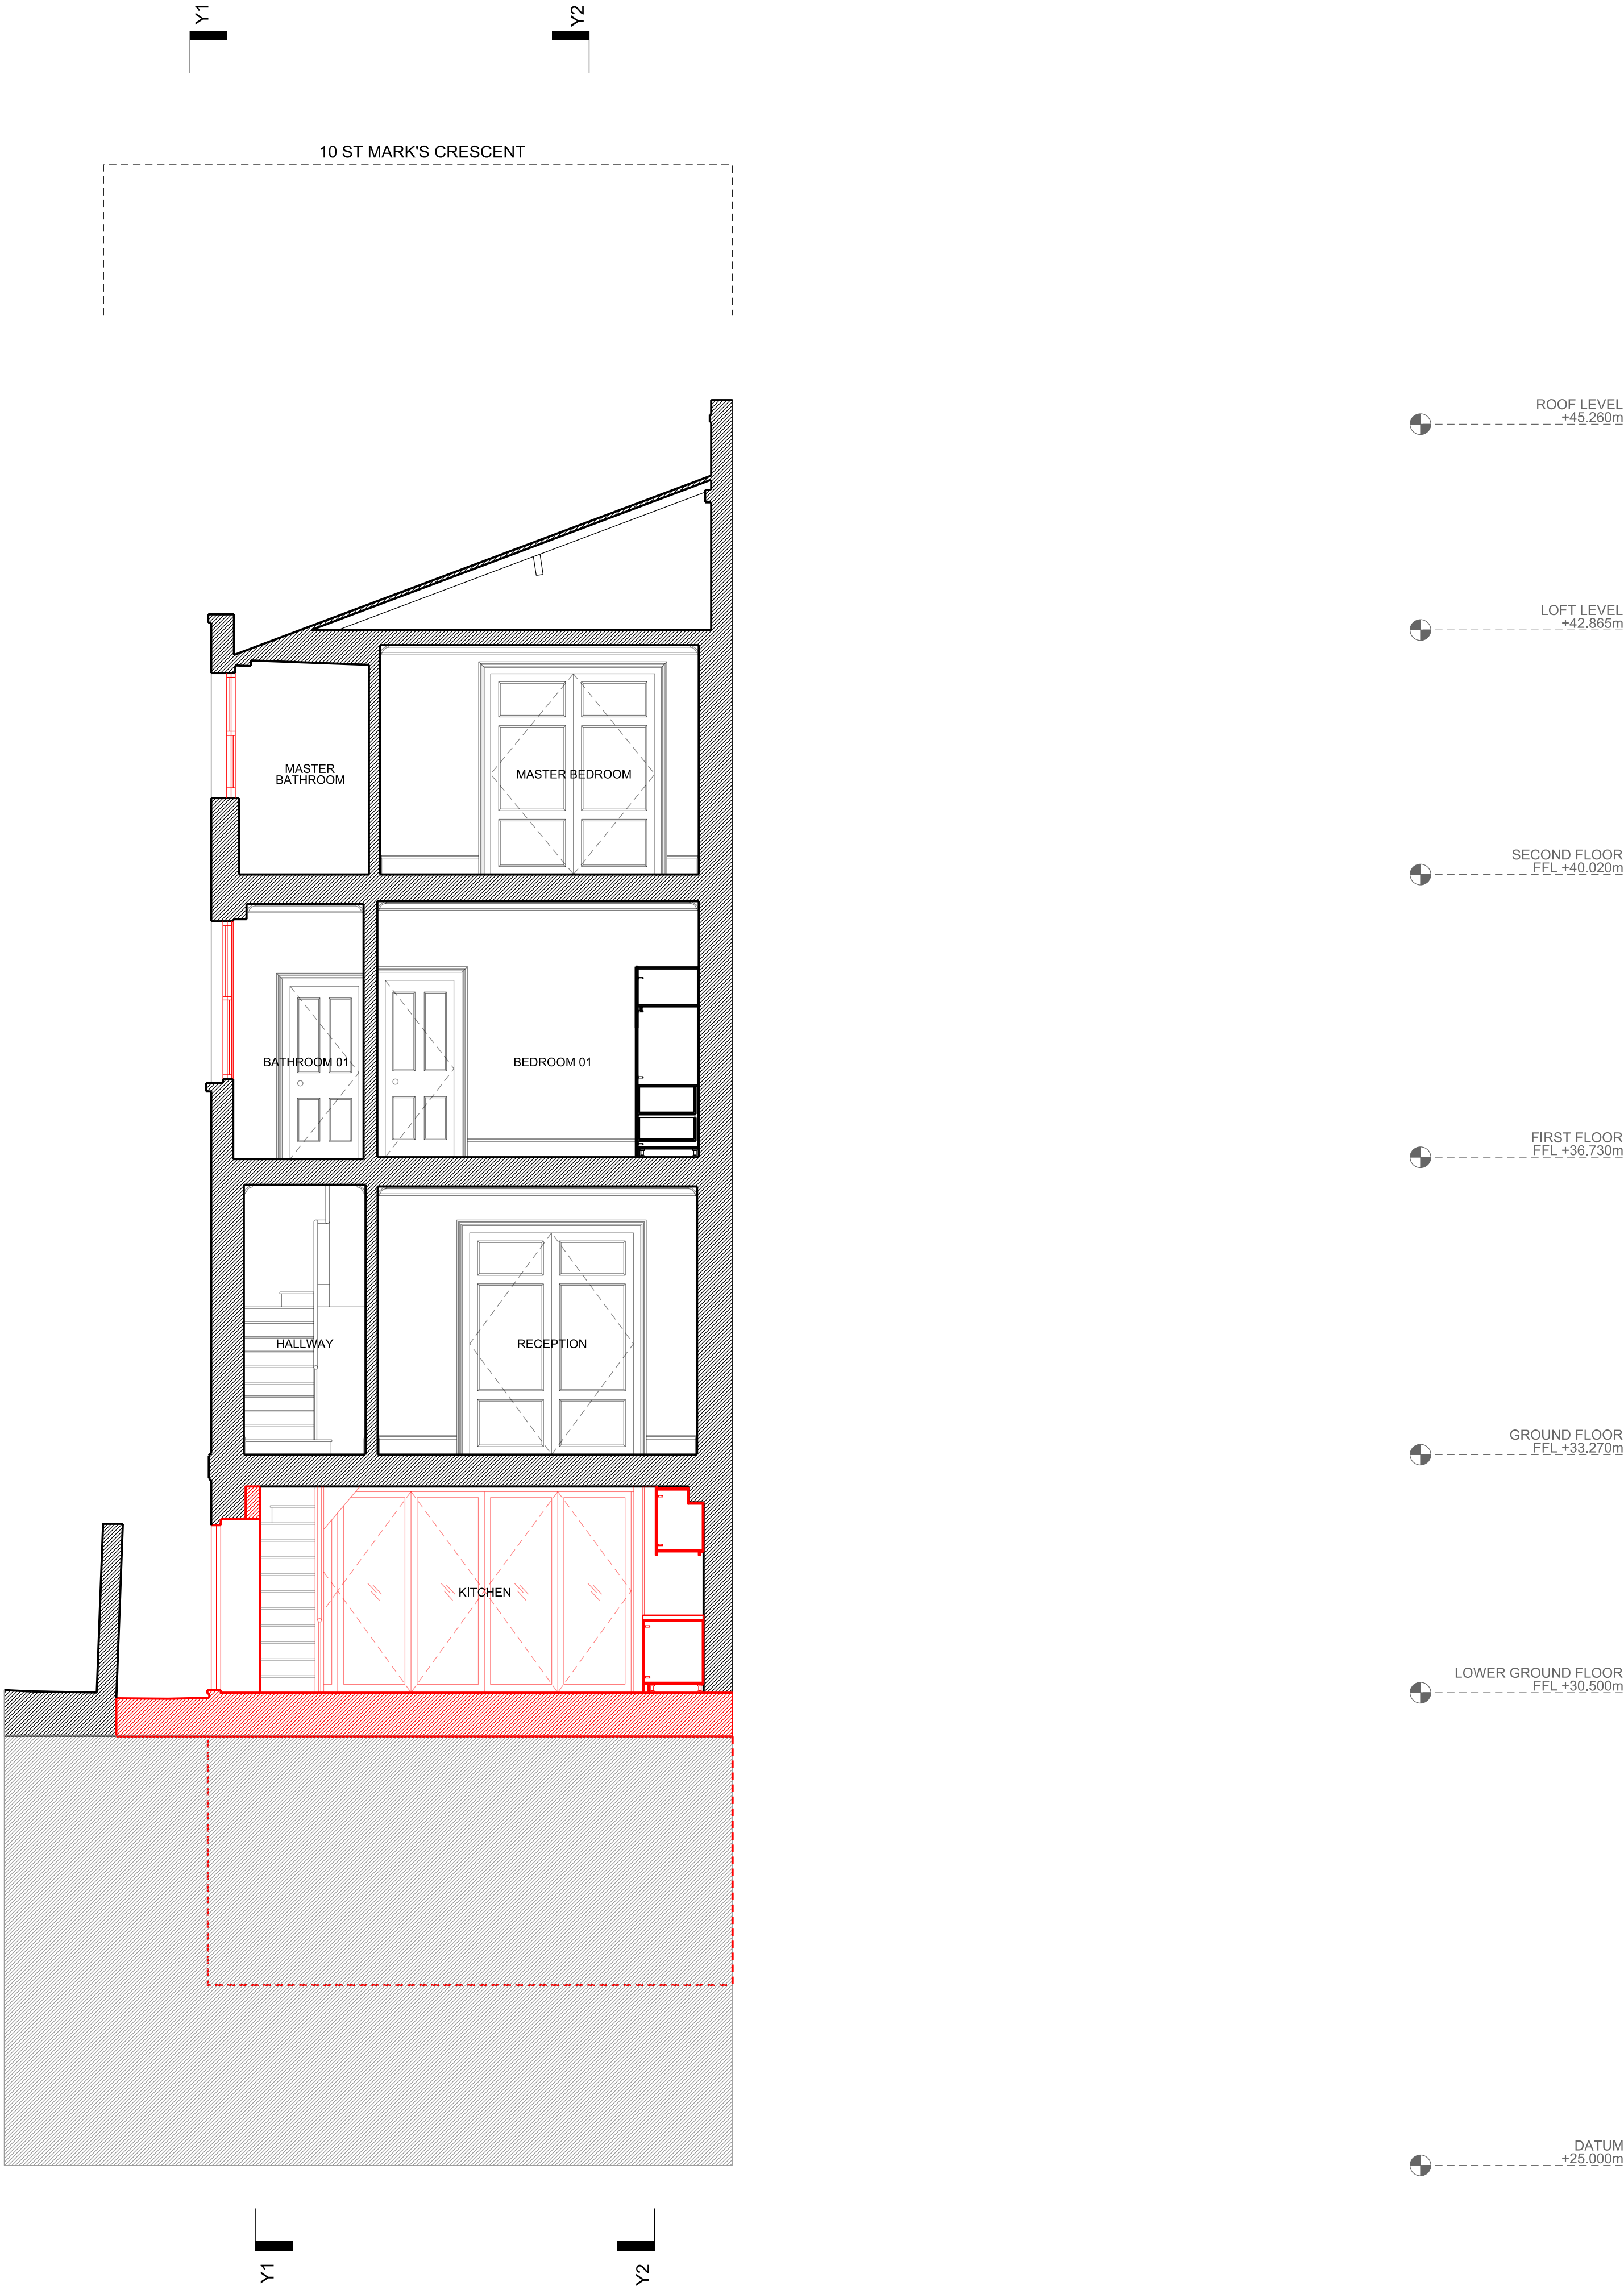 Y1
Y2
10 ST MARK'S CRESCENT
ROOF LEVEL
+45.260m
LOFT LEVEL
+42.865m
MASTER
BATHROOM
MASTER BEDROOM
SECOND FLOOR
FFL +40.020m
BATHROOM 01
BEDROOM 01
FIRST FLOOR
FFL +36.730m
HALLWAY
RECEPTION
GROUND FLOOR
FFL +33.270m
KITCHEN
LOWER GROUND FLOOR
FFL +30.500m
DATUM
+25.000m
Y1
Y2